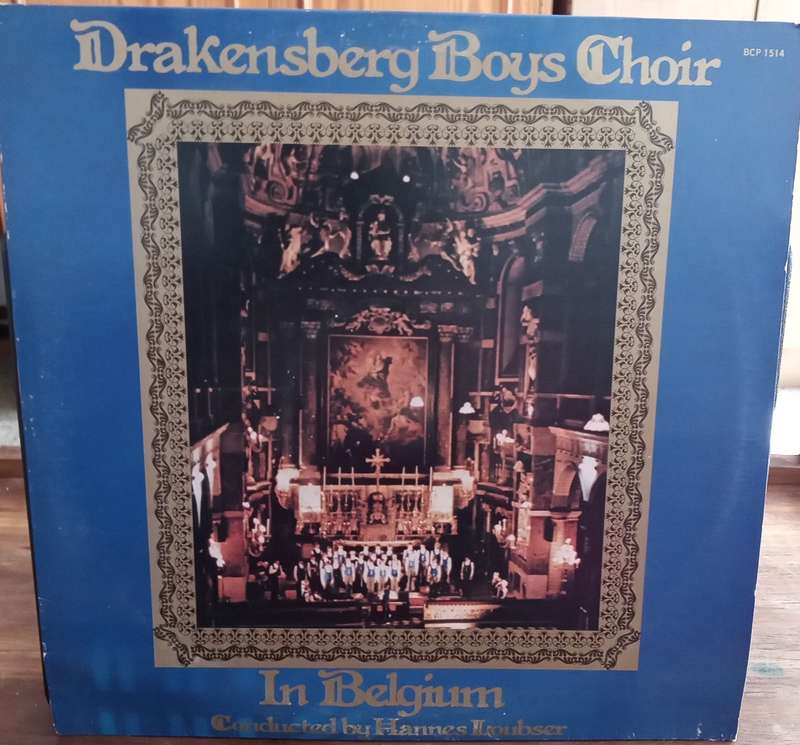 Drakensberg Boys Choir
BCP 1514
In Belgium
Conducted by Hannes Loubser